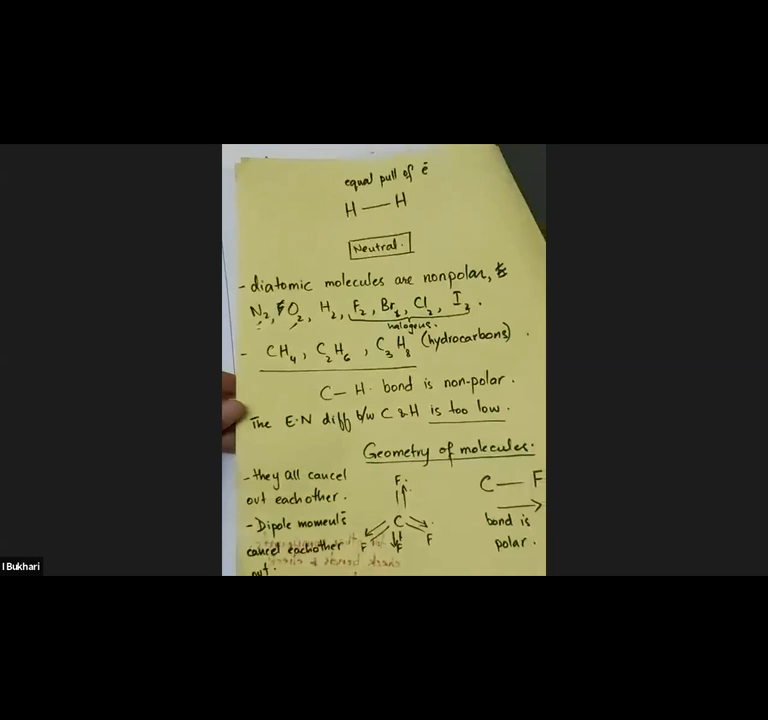 equal pull of ē
H — H
Neutral.
- diatomic molecules are nonpolar,
N₂, O₂, H₂, F₂, Br₂, Cl₂, I₂.
halogens.
- CH₄, C₂H₆, C₃H₈ (hydrocarbons).
C — H bond is non-polar.
The E.N diff b/w C & H is too low.
Geometry of molecules.
- they all cancel
out each other.
- Dipole moments
cancel eachother
out.
F
C
F F F
C — F
bond is
polar.
I Bukhari